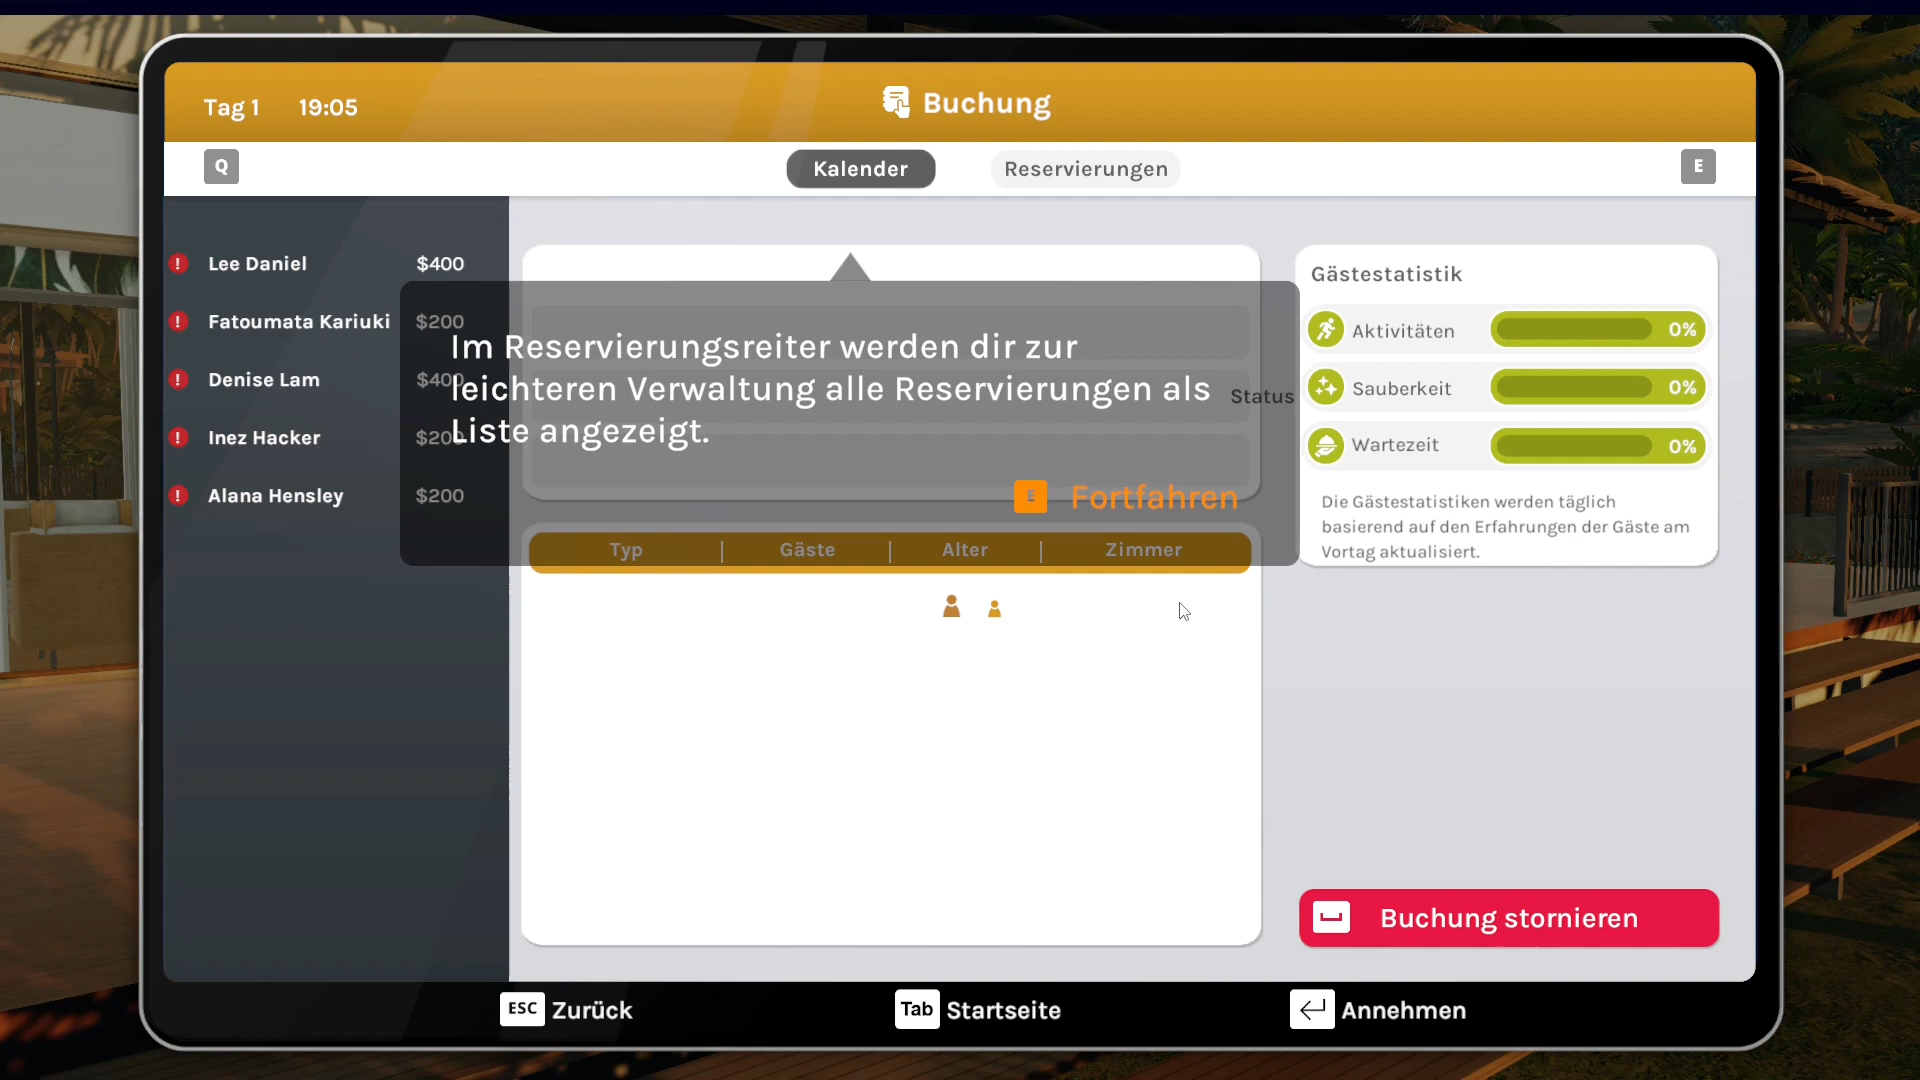 Tag 1 19:05
Buchung
Q
Kalender Reservierungen
E
Lee Daniel $400
Fatoumata Kariuki $200
Denise Lam $400
Inez Hacker $200
Alana Hensley $200
Im Reservierungsreiter werden dir zur
leichteren Verwaltung alle Reservierungen als
Liste angezeigt.
E Fortfahren
Status
Typ Gäste Alter Zimmer
Gästestatistik
Aktivitäten 0%
Sauberkeit 0%
Wartezeit 0%
Die Gästestatistiken werden täglich
basierend auf den Erfahrungen der Gäste am
Vortag aktualisiert.
Buchung stornieren
ESC Zurück
Tab Startseite
Annehmen